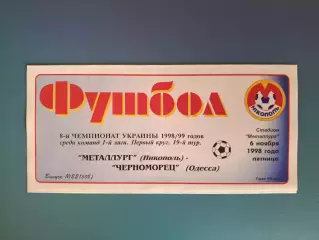 Футбол
НИКОПОЛЬ
8-й ЧЕМПИОНАТ УКРАИНЫ 1998/99 годов
среди команд 1-й лиги. Первый круг. 19-й тур.
"МЕТАЛЛУРГ" (Никополь) -
"ЧЕРНОМОРЕЦ" (Одесса)
Стадион
"Металлург"
6 ноября
1998 года
пятница
Выпуск